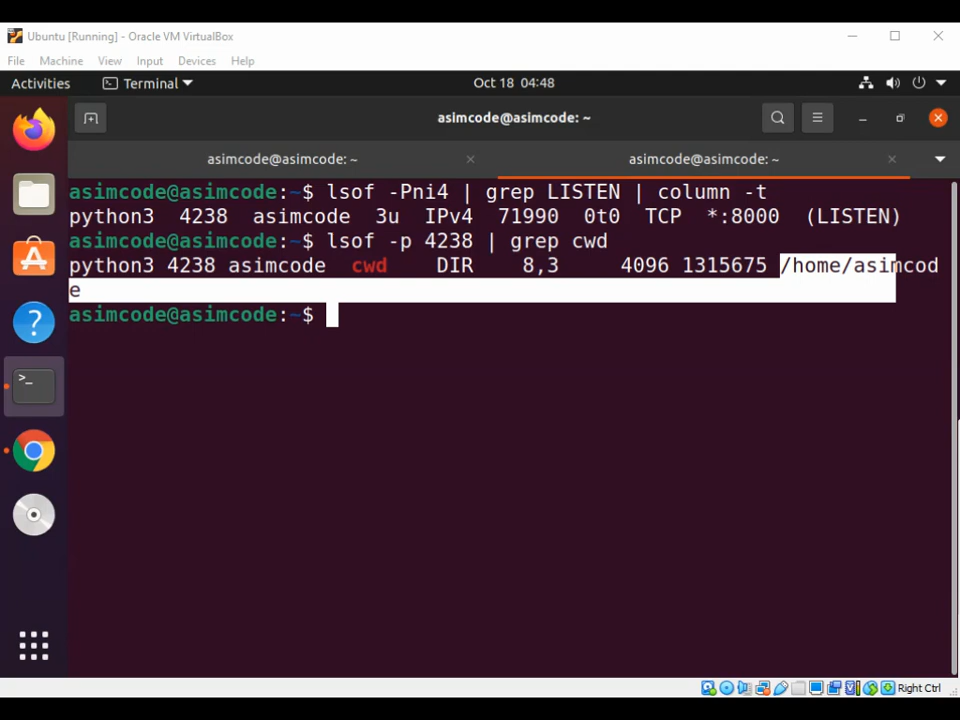 Ubuntu [Running] - Oracle VM VirtualBox
File Machine View Input Devices Help
Activities Terminal Oct 18 04:48
asimcode@asimcode: ~
asimcode@asimcode: ~ asimcode@asimcode: ~
asimcode@asimcode:~$ lsof -Pni4 | grep LISTEN | column -t
python3 4238 asimcode 3u IPv4 71990 0t0 TCP *:8000 (LISTEN)
asimcode@asimcode:~$ lsof -p 4238 | grep cwd
python3 4238 asimcode cwd DIR 8,3 4096 1315675 /home/asimcod
e
asimcode@asimcode:~$
Right Ctrl